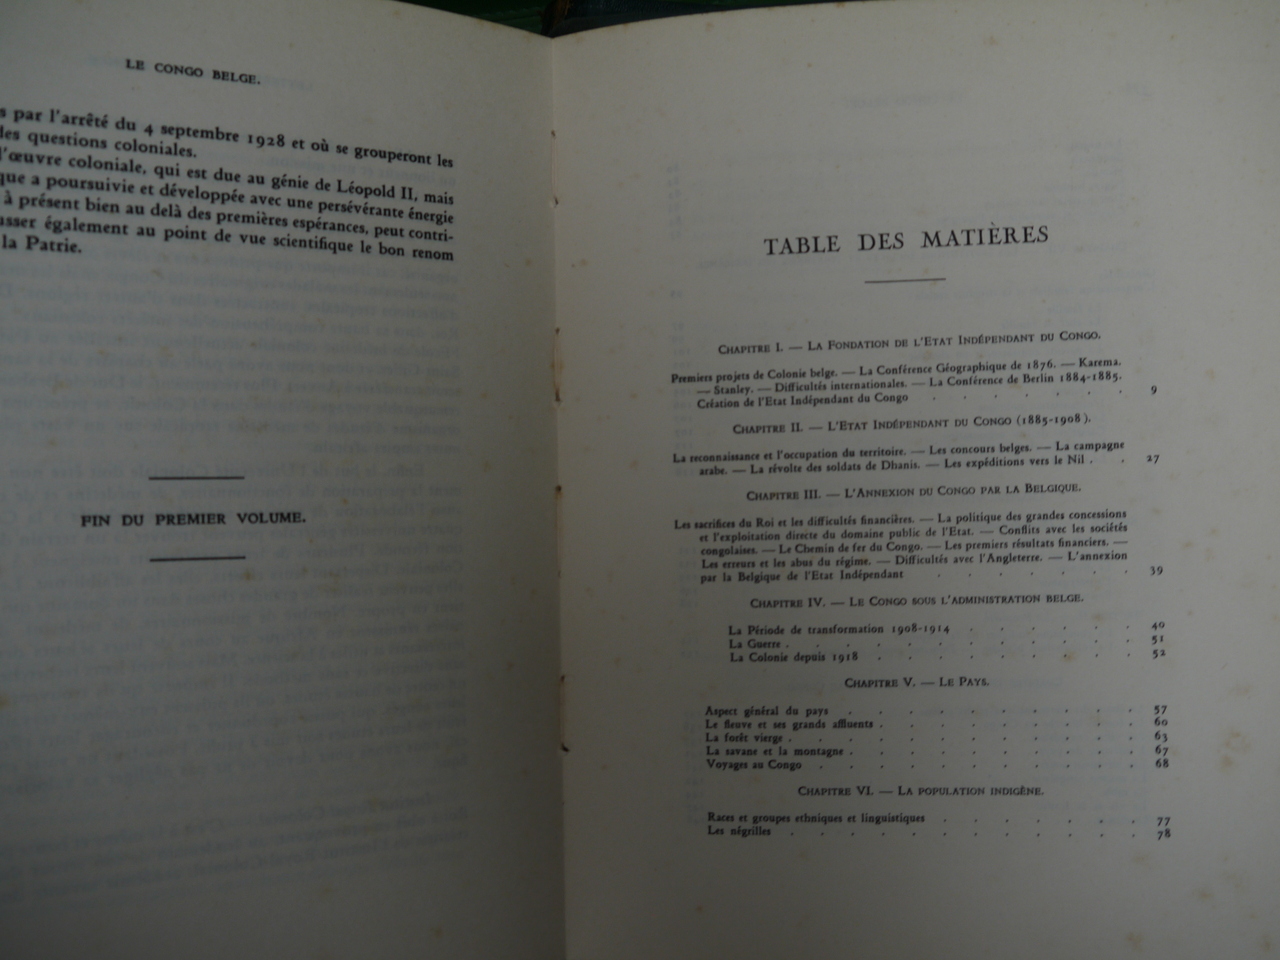 LE CONGO BELGE.
s par l'arrêté du 4 septembre 1928 et où se grouperont les
les questions coloniales.
l'œuvre coloniale, qui est due au génie de Léopold II, mais
que a poursuivie et développée avec une persévérante énergie
à présent bien au delà des premières espérances, peut contri-
usser également au point de vue scientifique le bon renom
la Patrie.
FIN DU PREMIER VOLUME.
TABLE DES MATIÈRES
CHAPITRE I. — LA FONDATION DE L'ETAT INDÉPENDANT DU CONGO.
Premiers projets de Colonie belge. — La Conférence Géographique de 1876. — Karema.
— Stanley. — Difficultés internationales. — La Conférence de Berlin 1884-1885.
Création de l'Etat Indépendant du Congo . . . . . . . 9
CHAPITRE II. — L'ETAT INDÉPENDANT DU CONGO (1885-1908).
La reconnaissance et l'occupation du territoire. — Les concours belges. — La campagne
arabe. — La révolte des soldats de Dhanis. — Les expéditions vers le Nil . . 27
CHAPITRE III. — L'ANNEXION DU CONGO PAR LA BELGIQUE.
Les sacrifices du Roi et les difficultés financières. — La politique des grandes concessions
et l'exploitation directe du domaine public de l'Etat. — Conflits avec les sociétés
congolaises. — Le Chemin de fer du Congo. — Les premiers résultats financiers. —
Les erreurs et les abus du régime. — Difficultés avec l'Angleterre. — L'annexion
par la Belgique de l'Etat Indépendant . . . . . . . 39
CHAPITRE IV. — LE CONGO SOUS L'ADMINISTRATION BELGE.
La Période de transformation 1908-1914 . . . . . . 40
La Guerre . . . . . . . . . . 51
La Colonie depuis 1918 . . . . . . . . . 52
CHAPITRE V. — LE PAYS.
Aspect général du pays . . . . . . . . . . 57
Le fleuve et ses grands affluents . . . . . . . . . 60
La forêt vierge . . . . . . . . . . . 63
La savane et la montagne . . . . . . . . . . 67
Voyages au Congo . . . . . . . . . . . 68
CHAPITRE VI. — LA POPULATION INDIGÈNE.
Races et groupes ethniques et linguistiques . . . . . . . 77
Les négrilles . . . . . . . . . . . . 78